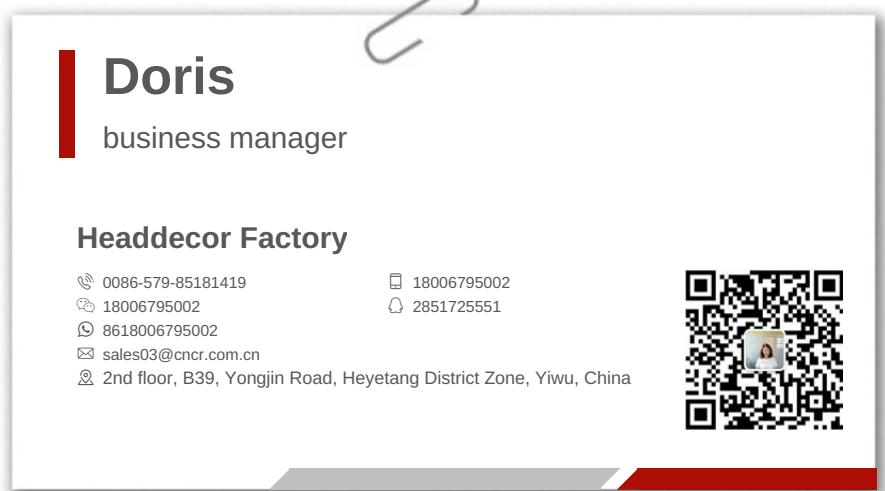 Doris
business manager
Headdecor Factory
0086-579-85181419
18006795002
18006795002
2851725551
8618006795002
sales03@cncr.com.cn
2nd floor, B39, Yongjin Road, Heyetang District Zone, Yiwu, China